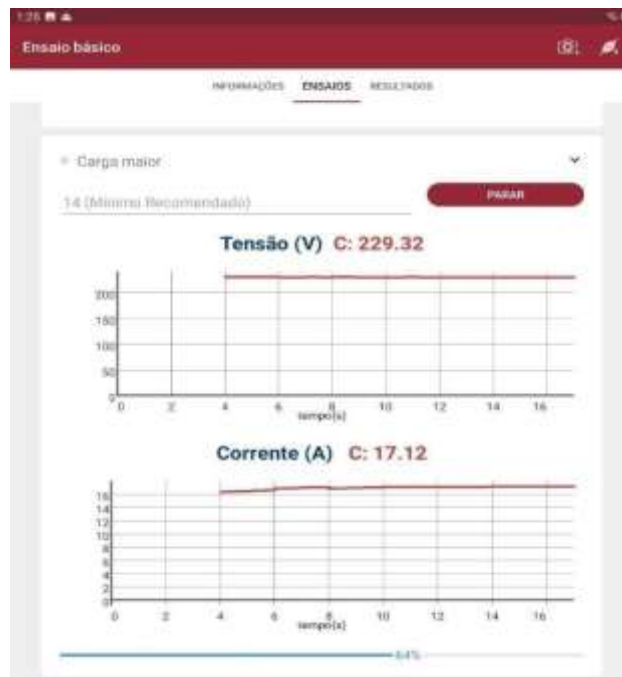 1:26
Ensaio básico
INFORMAÇÕES ENSAIOS RESULTADOS
Carga maior
14 (Mínimo Recomendado)
PARAR
Tensão (V) C: 229.32
200
150
100
50
0
0 2 4 6 8 10 12 14 16
tempo(s)
Corrente (A) C: 17.12
16
14
12
10
8
6
4
2
0
0 2 4 6 8 10 12 14 16
tempo(s)
64%